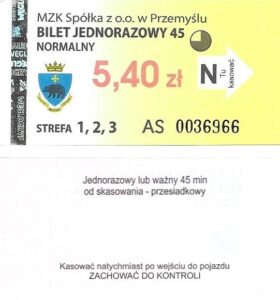 MZK Spółka z o.o. w Przemyślu
BILET JEDNORAZOWY 45
NORMALNY
5,40 zł
N
Tu kasować
STREFA 1, 2, 3 AS 0036966
Jednorazowy lub ważny 45 min
od skasowania - przesiadkowy
Kasować natychmiast po wejściu do pojazdu
ZACHOWAĆ DO KONTROLI